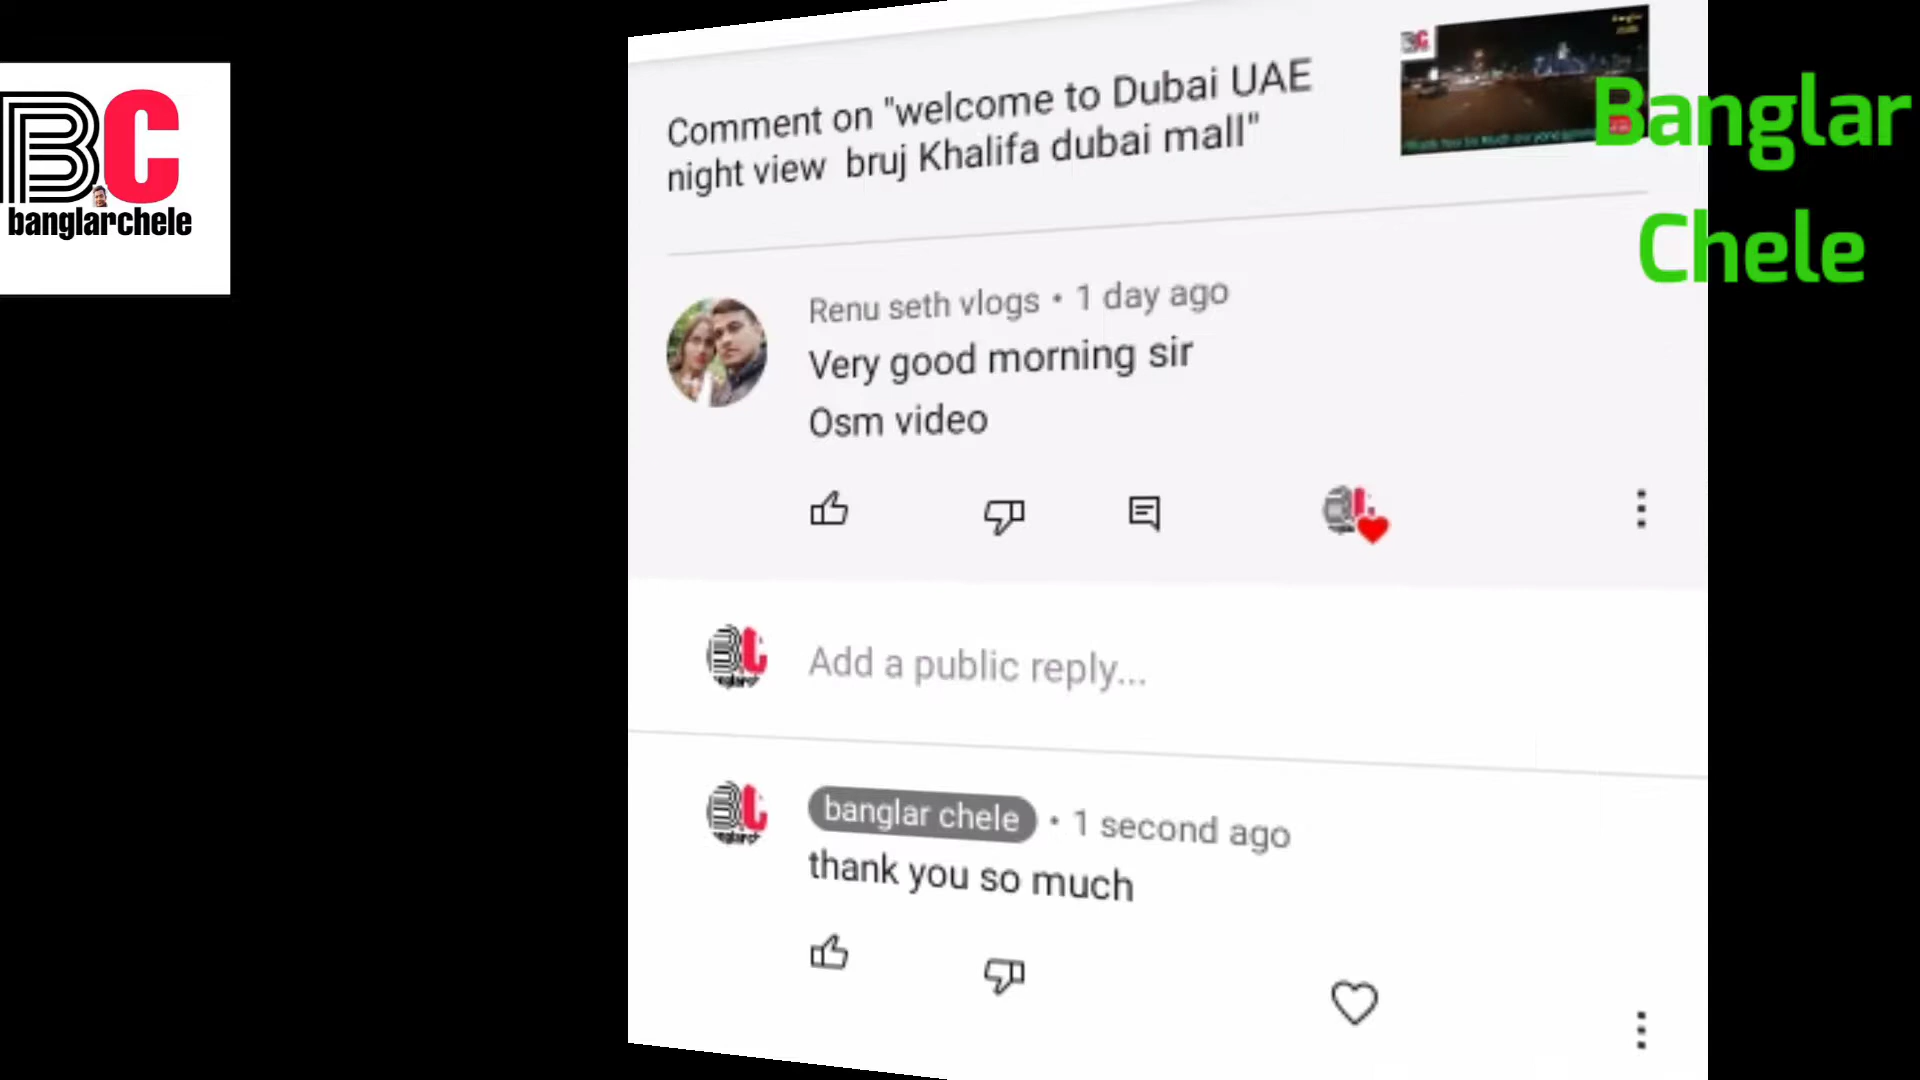 BC
banglarchele
Comment on "welcome to Dubai UAE
night view bruj Khalifa dubai mall"
Banglar
Chele
Renu seth vlogs • 1 day ago
Very good morning sir
Osm video
Add a public reply...
banglar chele • 1 second ago
thank you so much